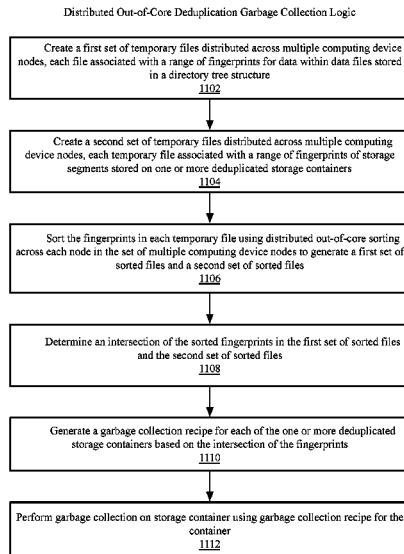 Distributed Out-of-Core Deduplication Garbage Collection Logic
Create a first set of temporary files distributed across multiple computing device
nodes, each file associated with a range of fingerprints for data within data files stored
in a directory tree structure
1102
Create a second set of temporary files distributed across multiple computing
device nodes, each temporary file associated with a range of fingerprints of storage
segments stored on one or more deduplicated storage containers
1104
Sort the fingerprints in each temporary file using distributed out-of-core sorting
across each node in the set of multiple computing device nodes to generate a first set of
sorted files and a second set of sorted files
1106
Determine an intersection of the sorted fingerprints in the first set of sorted files
and the second set of sorted files
1108
Generate a garbage collection recipe for each of the one or more deduplicated
storage containers based on the intersection of the fingerprints
1110
Perform garbage collection on storage container using garbage collection recipe for the
container
1112